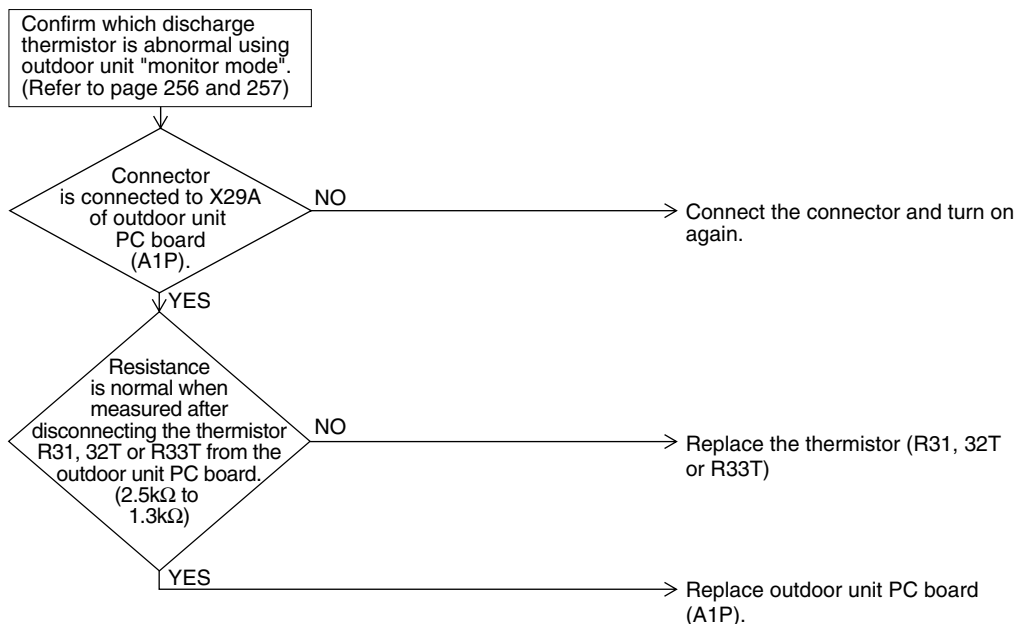 Confirm which discharge
thermistor is abnormal using
outdoor unit "monitor mode".
(Refer to page 256 and 257)
Connector
is connected to X29A
of outdoor unit
PC board
(A1P).
NO
Connect the connector and turn on
again.
YES
Resistance
is normal when
measured after
disconnecting the thermistor
R31, 32T or R33T from the
outdoor unit PC board.
(2.5kΩ to
1.3kΩ)
NO
Replace the thermistor (R31, 32T
or R33T)
YES
Replace outdoor unit PC board
(A1P).